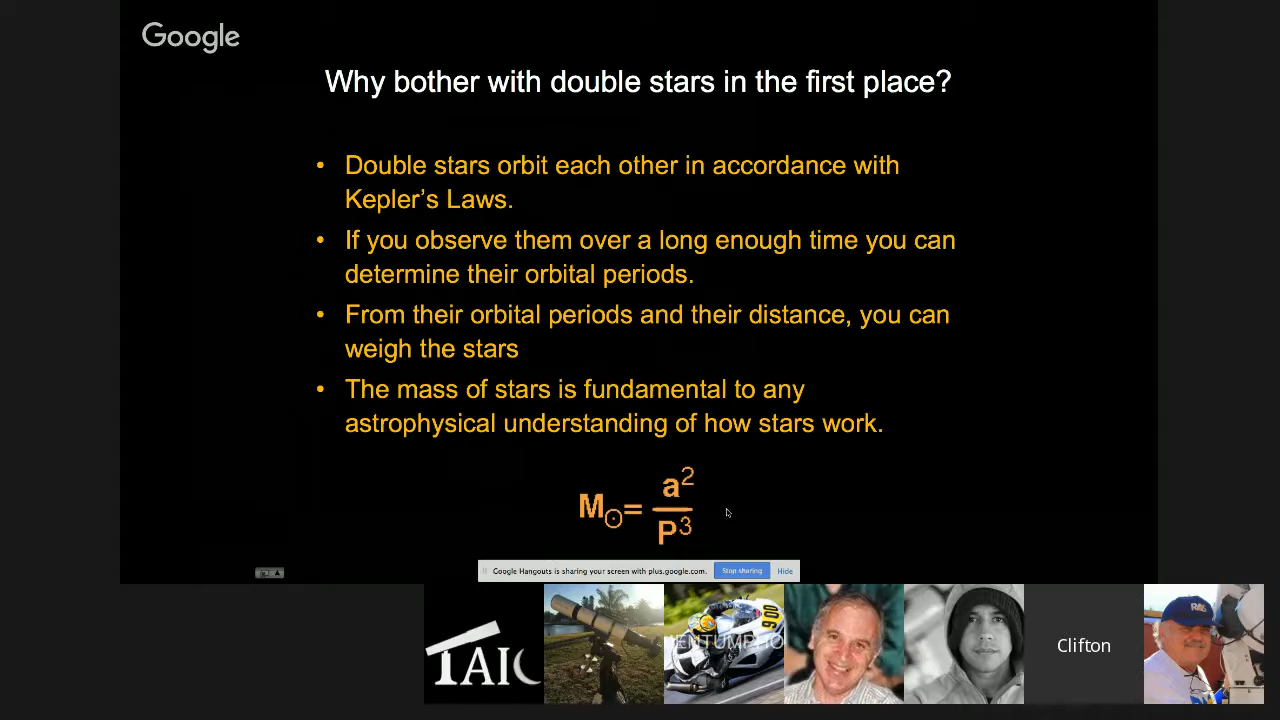 Google
Why bother with double stars in the first place?
• Double stars orbit each other in accordance with
Kepler's Laws.
• If you observe them over a long enough time you can
determine their orbital periods.
• From their orbital periods and their distance, you can
weigh the stars
• The mass of stars is fundamental to any
astrophysical understanding of how stars work.
M☉= a²/P³
Google Hangouts is sharing your screen with plus.google.com. Stop sharing Hide
TAIC
900
ENTUMPHO
Clifton
RAS